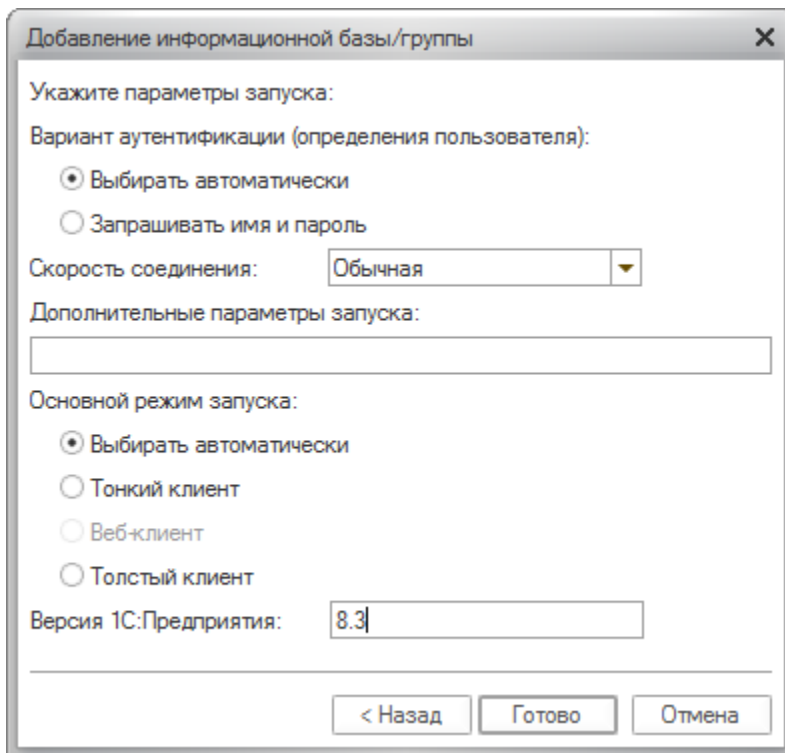 Добавление информационной базы/группы
Укажите параметры запуска:
Вариант аутентификации (определения пользователя):
Выбирать автоматически
Запрашивать имя и пароль
Скорость соединения: Обычная
Дополнительные параметры запуска:
Основной режим запуска:
Выбирать автоматически
Тонкий клиент
Веб-клиент
Толстый клиент
Версия 1С:Предприятия: 8.3
< Назад Готово Отмена